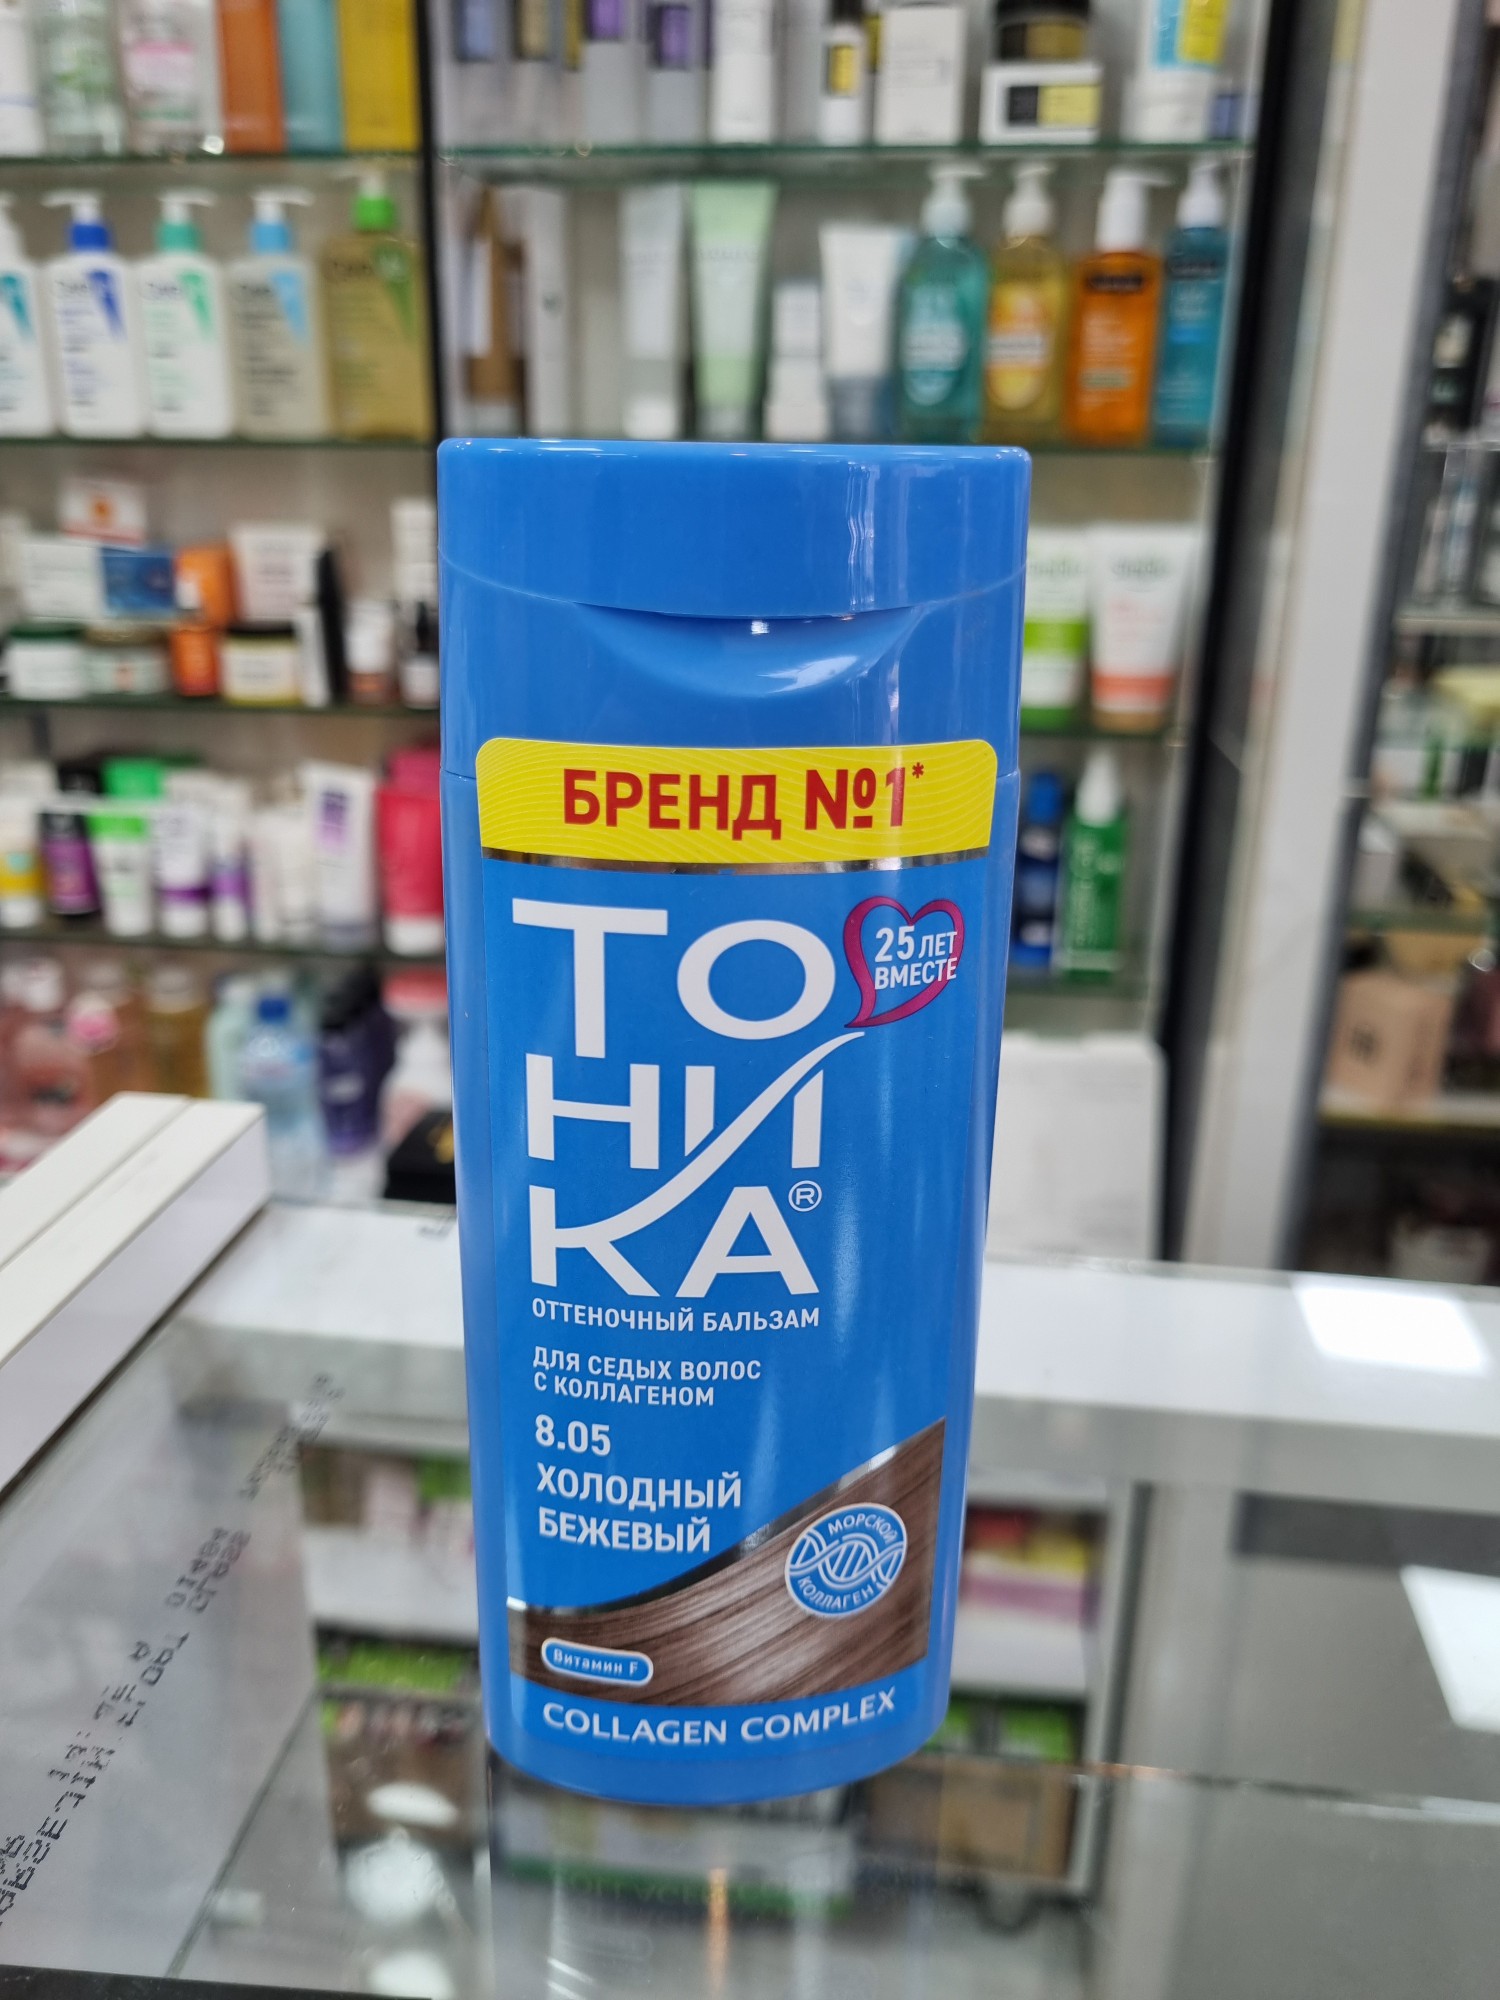 БРЕНД №1*
ТО
НИ
КА®
25 ЛЕТ
ВМЕСТЕ
ОТТЕНОЧНЫЙ БАЛЬЗАМ
ДЛЯ СЕДЫХ ВОЛОС
С КОЛЛАГЕНОМ
8.05
ХОЛОДНЫЙ
БЕЖЕВЫЙ
МОРСКОЙ
КОЛЛАГЕН
Витамин F
COLLAGEN COMPLEX